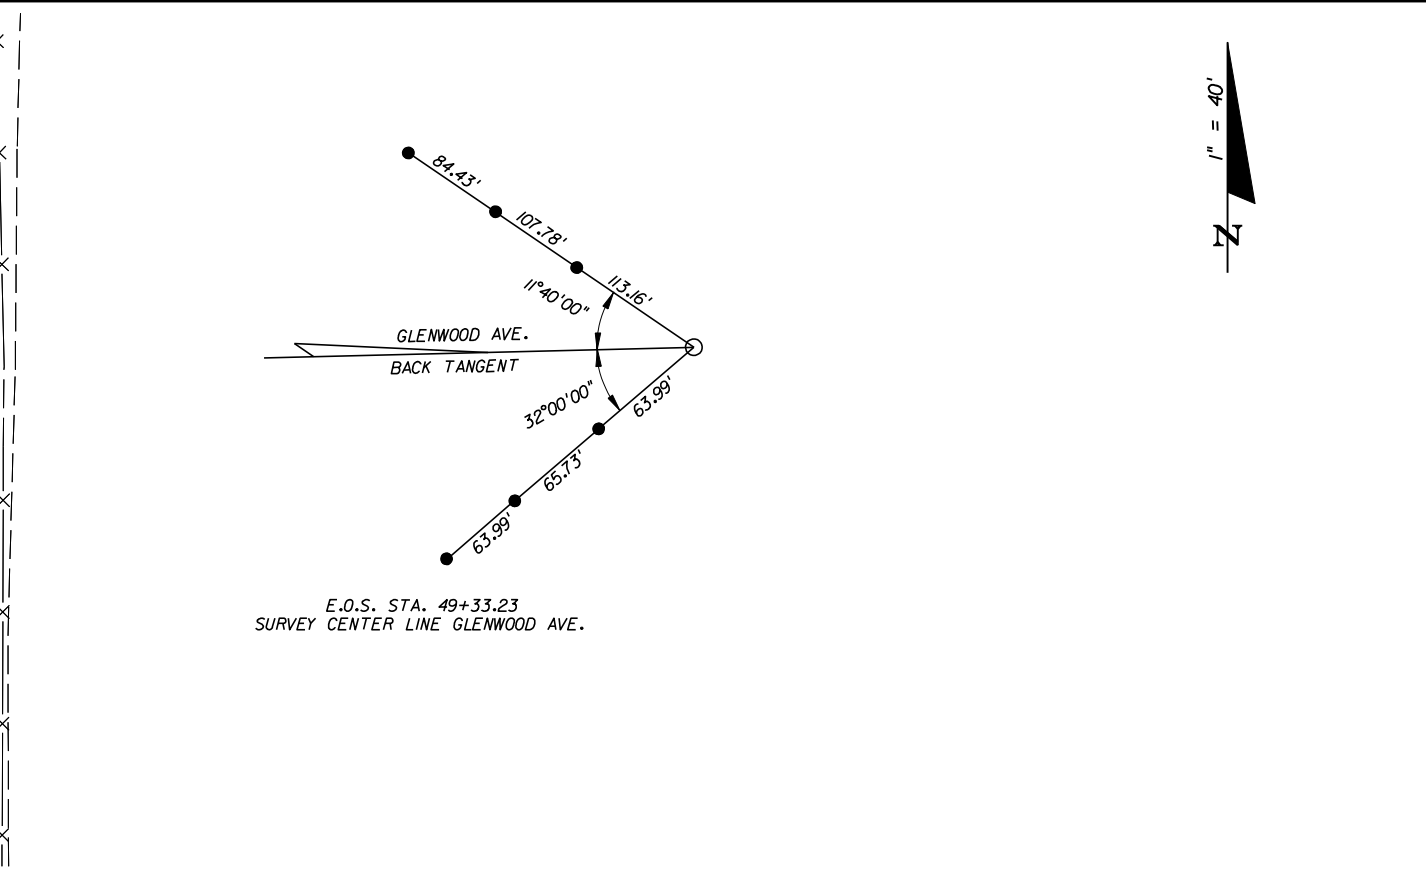 1" = 40'
N
84.43'
107.78'
113.16'
11°40'00"
GLENWOOD AVE.
BACK TANGENT
32°00'00"
63.99'
65.73'
63.99'
E.O.S. STA. 49+33.23
SURVEY CENTER LINE GLENWOOD AVE.